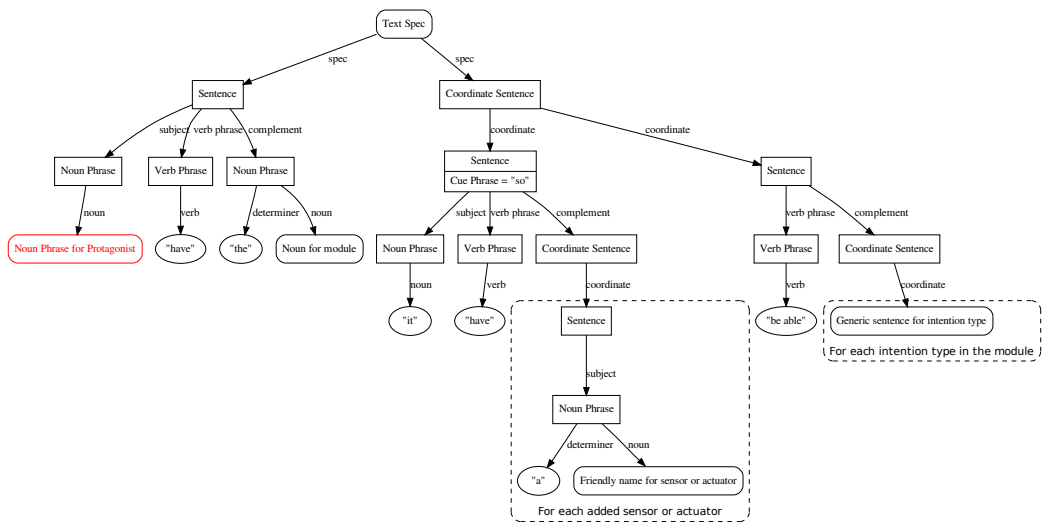 Text Spec
spec
spec
Sentence
Coordinate Sentence
subject
verb phrase
complement
coordinate
coordinate
Noun Phrase
Verb Phrase
Noun Phrase
Sentence
Cue Phrase = "so"
Sentence
noun
verb
determiner
noun
subject
verb phrase
complement
verb phrase
complement
Noun Phrase for Protagonist
"have"
"the"
Noun for module
Noun Phrase
Verb Phrase
Coordinate Sentence
Verb Phrase
Coordinate Sentence
noun
verb
coordinate
verb
coordinate
"it"
"have"
Sentence
"be able"
Generic sentence for intention type
For each intention type in the module
subject
Noun Phrase
determiner
noun
"a"
Friendly name for sensor or actuator
For each added sensor or actuator